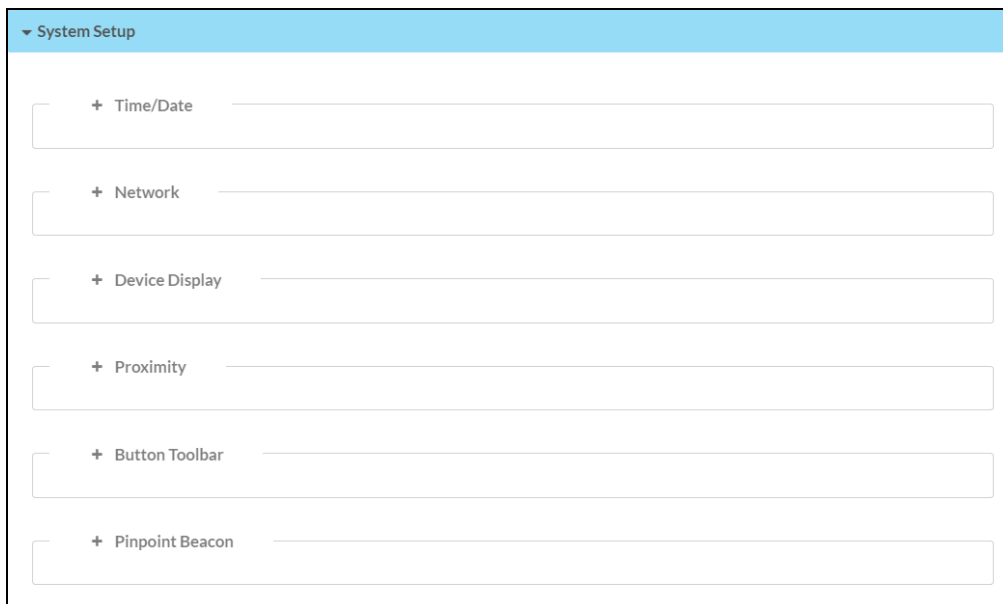 System Setup
+ Time/Date
+ Network
+ Device Display
+ Proximity
+ Button Toolbar
+ Pinpoint Beacon